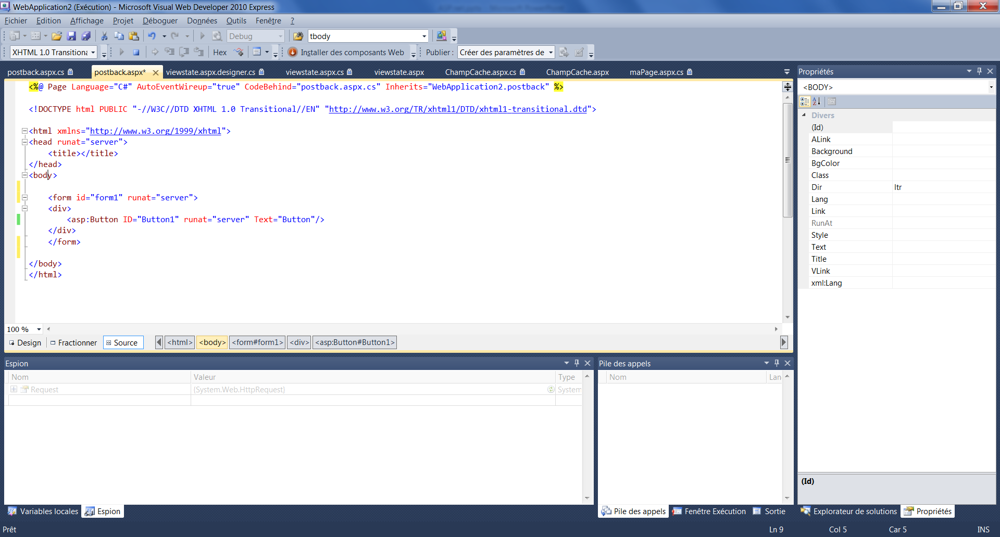 WebApplication2 (Exécution) - Microsoft Visual Web Developer 2010 Express
Fichier Edition Affichage Projet Déboguer Données Outils Fenêtre ?
Debug tbody
XHTML 1.0 Transitiona Hex Installer des composants Web Publier : Créer des paramètres de
postback.aspx.cs postback.aspx* viewstate.aspx.designer.cs viewstate.aspx.cs viewstate.aspx ChampCache.aspx.cs ChampCache.aspx maPage.aspx.cs
<%@ Page Language="C#" AutoEventWireup="true" CodeBehind="postback.aspx.cs" Inherits="WebApplication2.postback" %>
<!DOCTYPE html PUBLIC "-//W3C//DTD XHTML 1.0 Transitional//EN" "http://www.w3.org/TR/xhtml1/DTD/xhtml1-transitional.dtd">
<html xmlns="http://www.w3.org/1999/xhtml">
<head runat="server">
<title></title>
</head>
<body>
<form id="form1" runat="server">
<div>
<asp:Button ID="Button1" runat="server" Text="Button"/>
</div>
</form>
</body>
</html>
100 %
Design Fractionner Source <html> <body> <form#form1> <div> <asp:Button#Button1>
Espion
Nom Valeur Type
Request {System.Web.HttpRequest} System
Variables locales Espion
Pile des appels
Nom Lan
Pile des appels Fenêtre Exécution Sortie
Propriétés
<BODY>
Divers
(Id)
ALink
Background
BgColor
Class
Dir ltr
Lang
Link
RunAt
Style
Text
Title
VLink
xml:Lang
(Id)
Explorateur de solutions Propriétés
Prêt Ln 9 Col 5 Car 5 INS